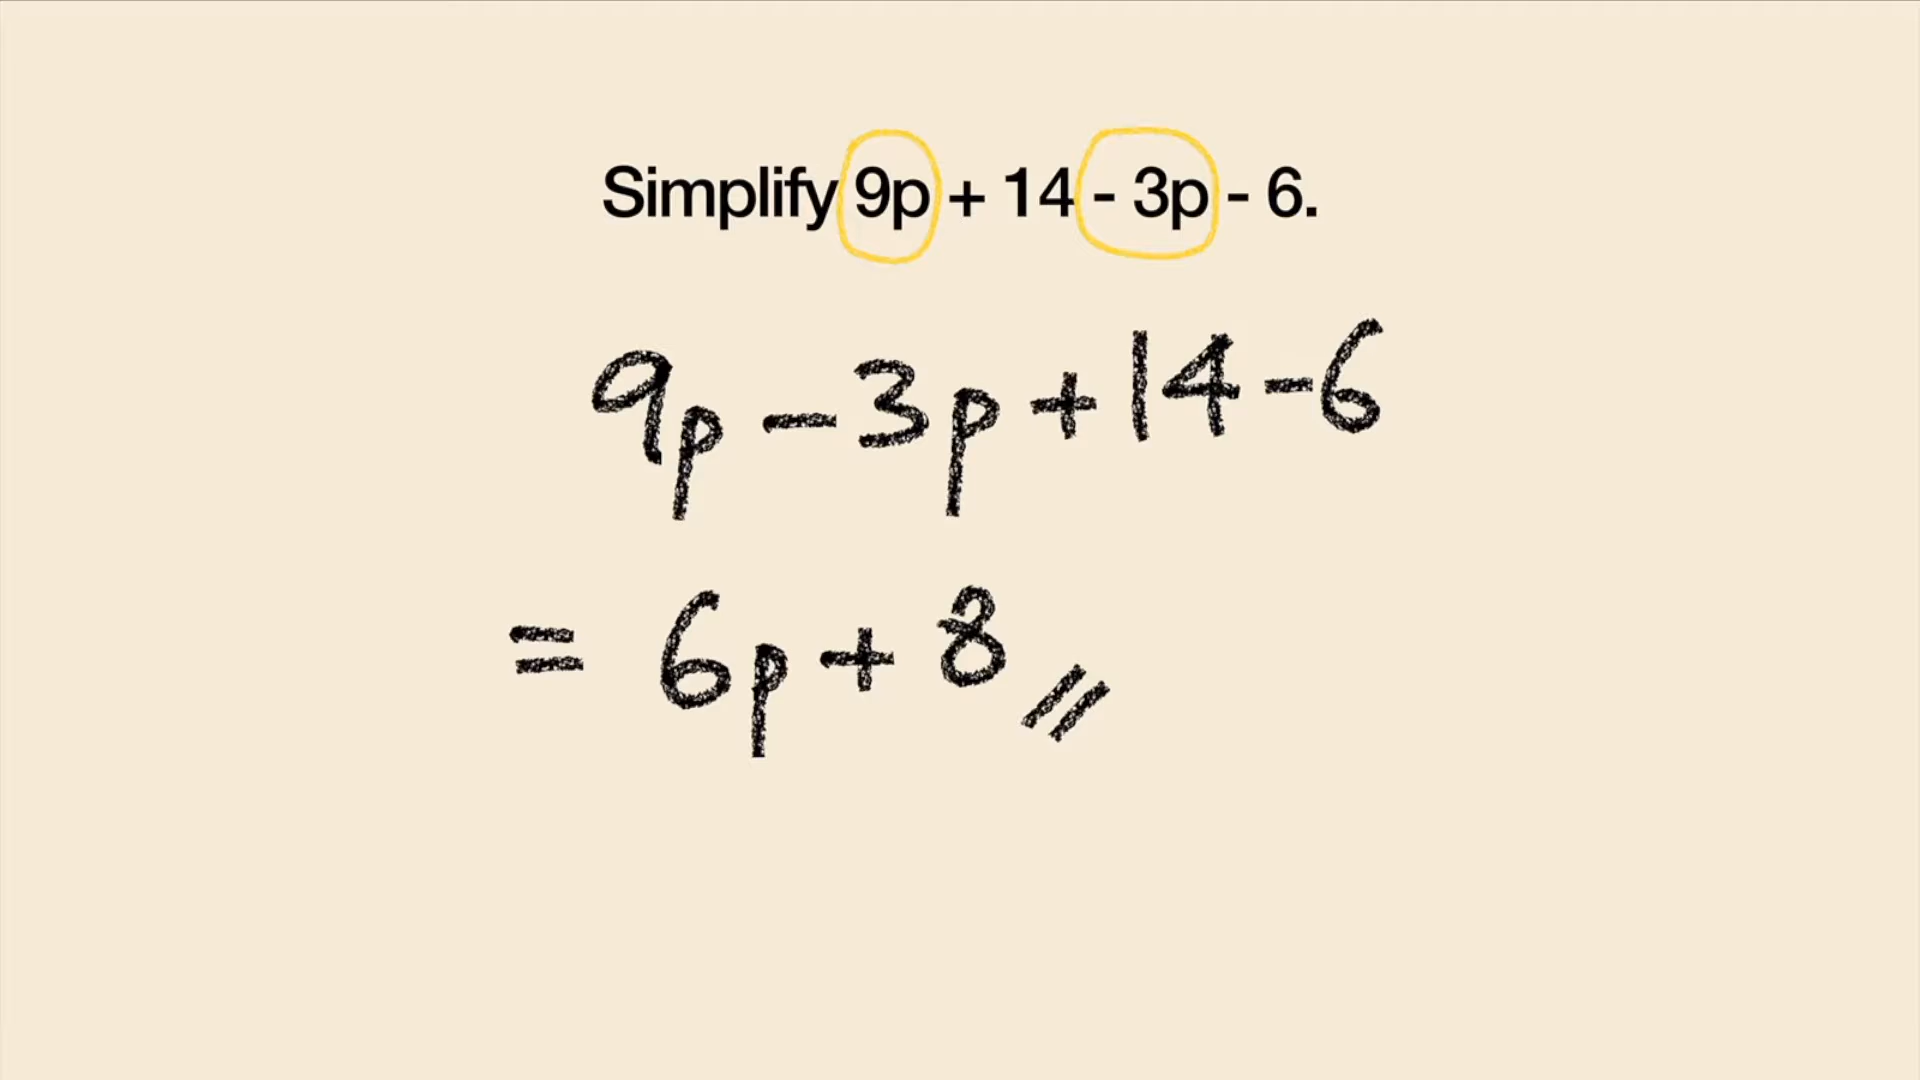 Simplify 9p + 14 - 3p - 6.
9p - 3p + 14 - 6
= 6p + 8